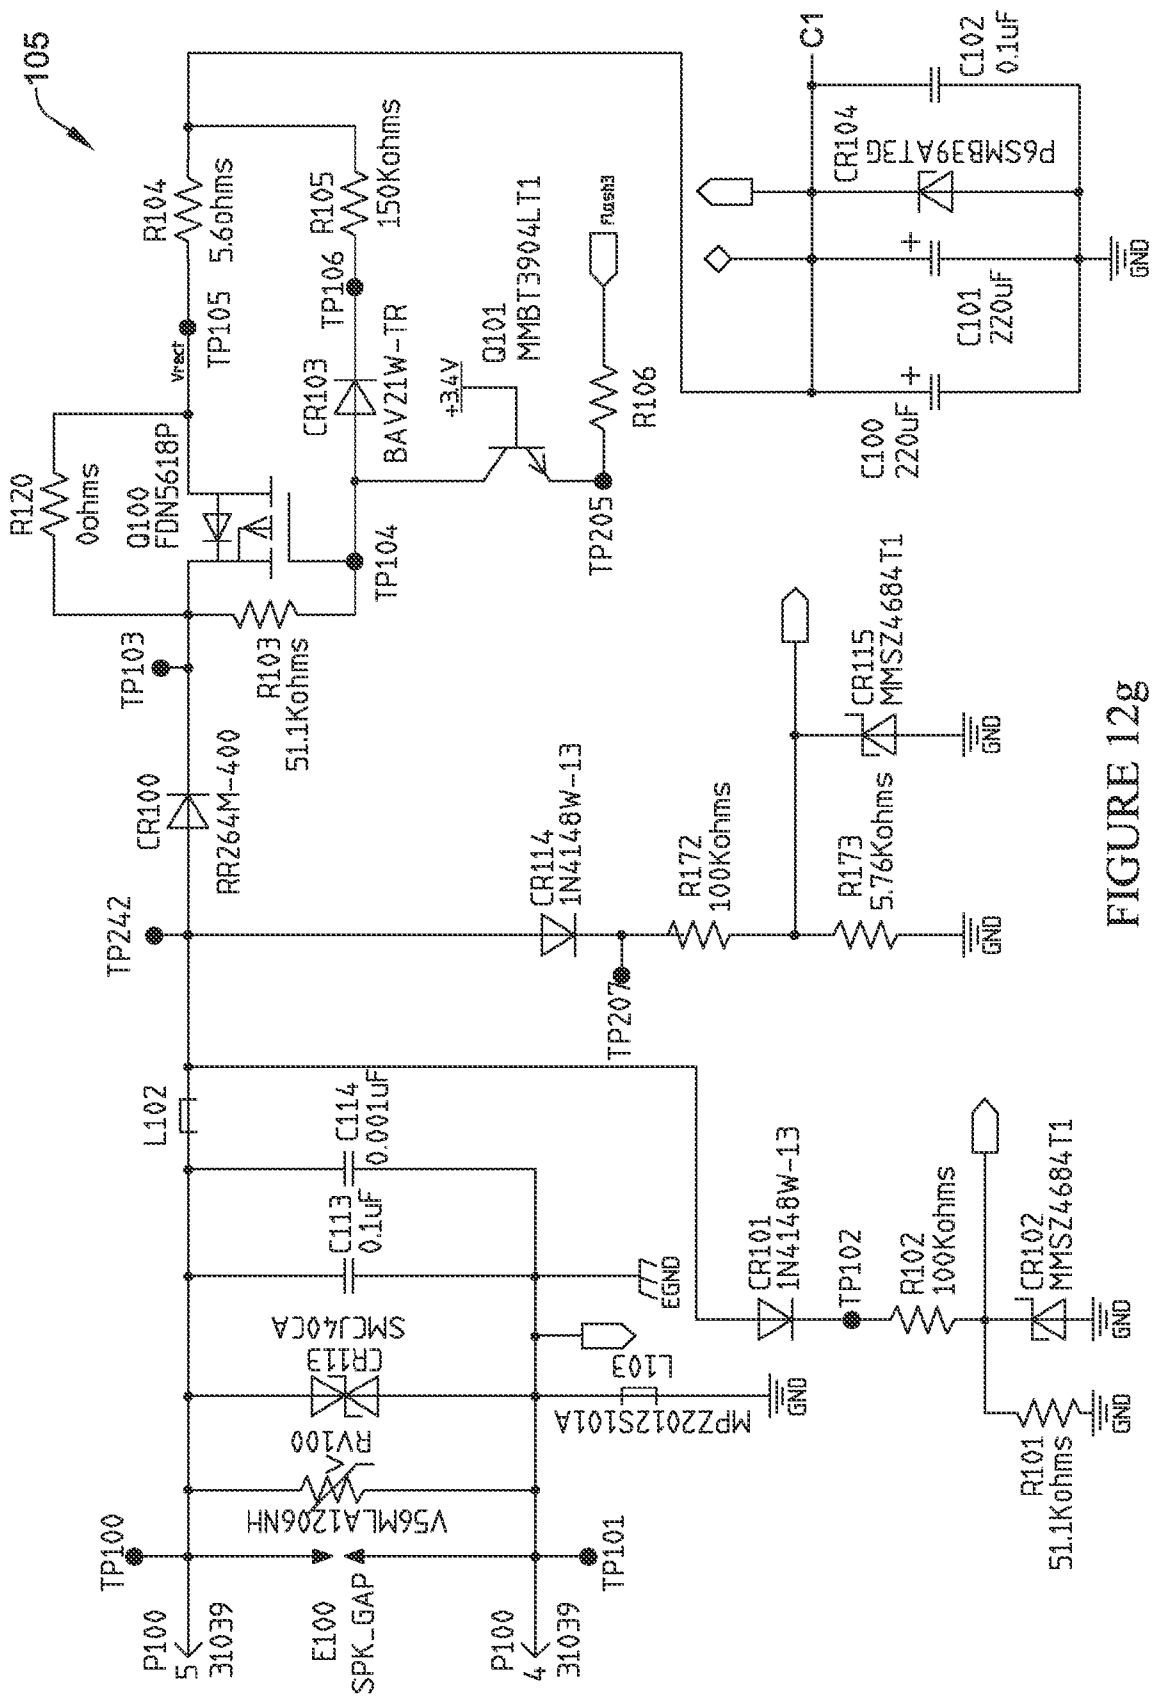 105
P100
5
31039
TP100
E100
SPK_GAP
P100
4
31039
TP101
RV100
V56MLA1206NH
CR113
SMCJ40CA
C113
0.1uF
C114
0.001uF
EGND
L103
MPZ2012S101A
GND
L102
TP242
CR100
RR264M-400
TP103
R120
0ohms
Q100
FDN5618P
R103
51.1Kohms
TP104
Vrect
TP105
R104
5.6ohms
CR103
BAV21W-TR
TP106
R105
150Kohms
+3.4V
Q101
MMBT3904LT1
TP205
R106
Flash3
CR101
1N4148W-13
TP102
R102
100Kohms
R101
51.1Kohms
GND
CR102
MMSZ4684T1
GND
CR114
1N4148W-13
TP207
R172
100Kohms
R173
5.76Kohms
GND
CR115
MMSZ4684T1
GND
C1
C100
220uF
+
C101
220uF
+
CR104
P6SMB39AT3G
C102
0.1uF
GND
FIGURE 12g